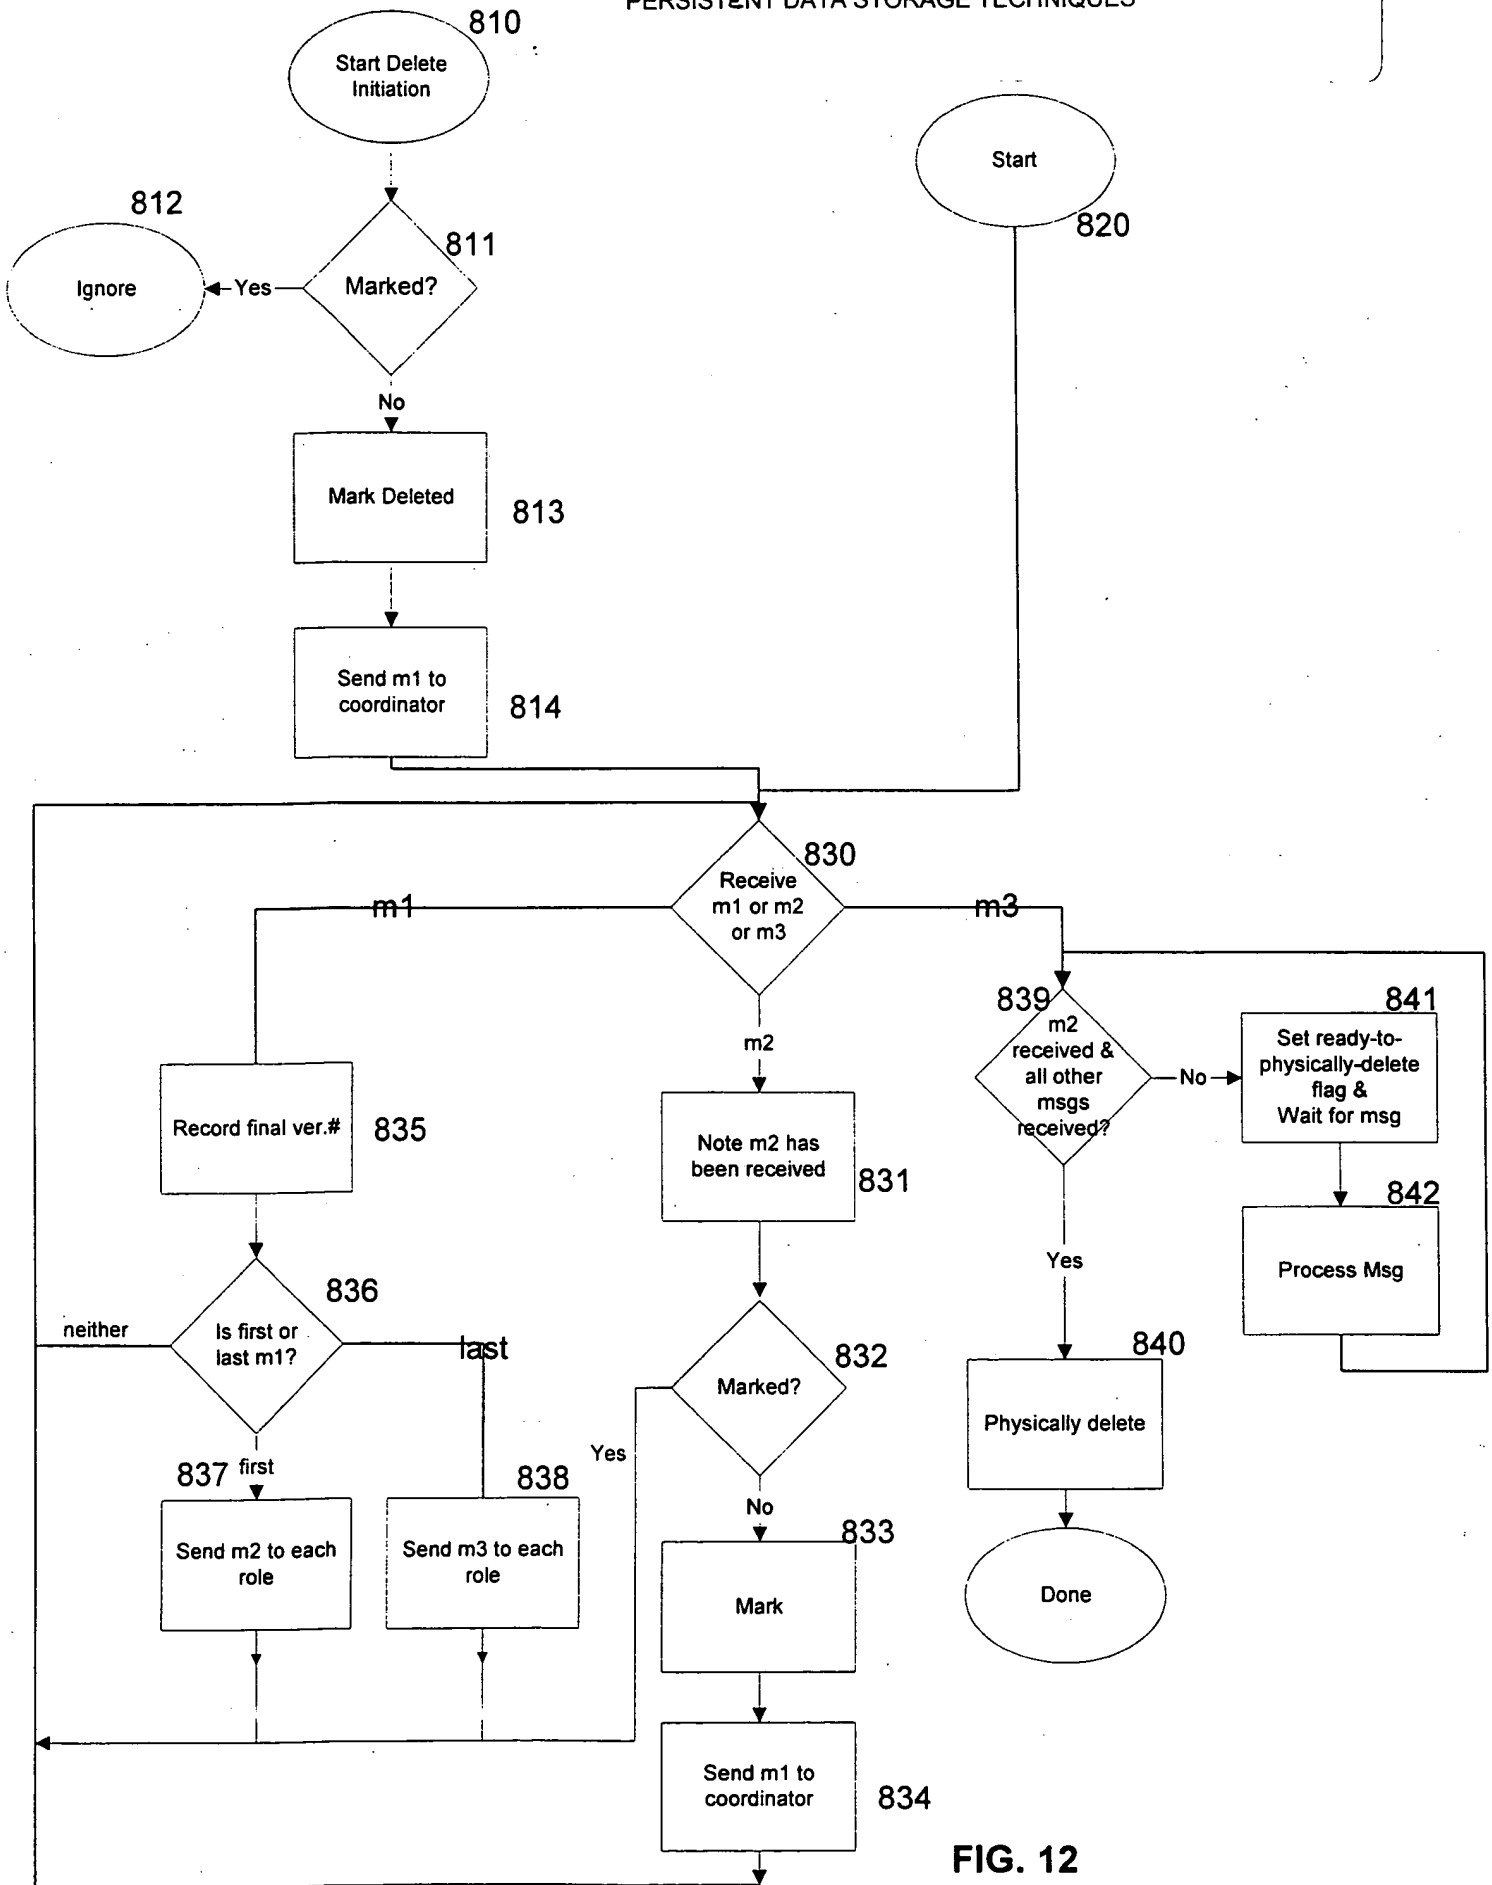 PERSISTENT DATA STORAGE TECHNIQUES
810
Start Delete
Initiation
Start
820
812
811
Ignore
Yes
Marked?
No
Mark Deleted
813
Send m1 to
coordinator
814
830
Receive
m1 or m2
or m3
m1
m3
m2
839
m2
received &
all other
msgs
received?
No
841
Set ready-to-
physically-delete
flag &
Wait for msg
842
Process Msg
Yes
840
Physically delete
Done
Record final ver.#
835
Note m2 has
been received
831
836
neither
Is first or
last m1?
last
832
Marked?
Yes
No
837
first
838
Send m2 to each
role
Send m3 to each
role
833
Mark
Send m1 to
coordinator
834
FIG. 12